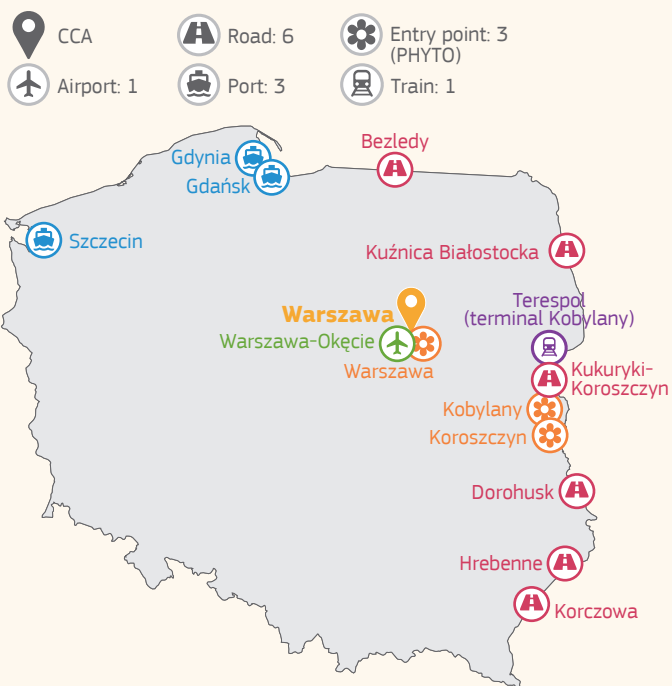 CCA
Road: 6
Entry point: 3
(PHYTO)
Airport: 1
Port: 3
Train: 1
Bezledy
Gdynia
Gdańsk
Szczecin
Kuźnica Białostocka
Terespol
(terminal Kobylany)
Warszawa
Warszawa-Okęcie
Warszawa
Kukuryki-
Koroszczyn
Kobylany
Koroszczyn
Dorohusk
Hrebenne
Korczowa